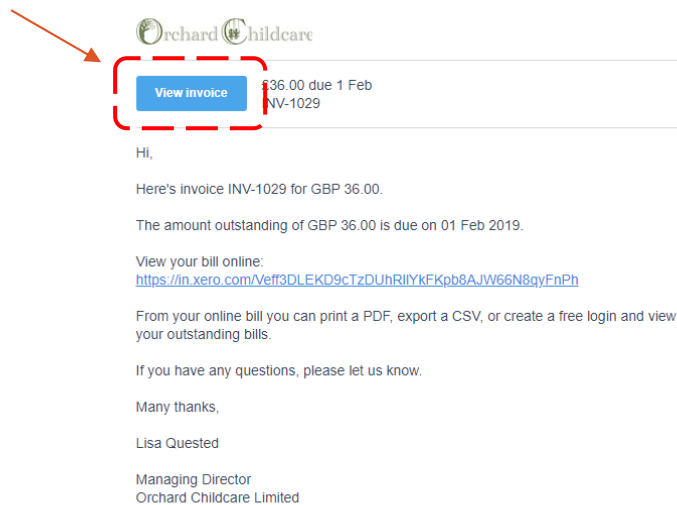 Orchard Childcare
View invoice
£36.00 due 1 Feb
INV-1029
Hi,
Here's invoice INV-1029 for GBP 36.00.
The amount outstanding of GBP 36.00 is due on 01 Feb 2019.
View your bill online:
https://in.xero.com/Veff3DLEKD9cTzDUhRllYkFKpb8AJW66N8qyFnPh
From your online bill you can print a PDF, export a CSV, or create a free login and view
your outstanding bills.
If you have any questions, please let us know.
Many thanks,
Lisa Quested
Managing Director
Orchard Childcare Limited